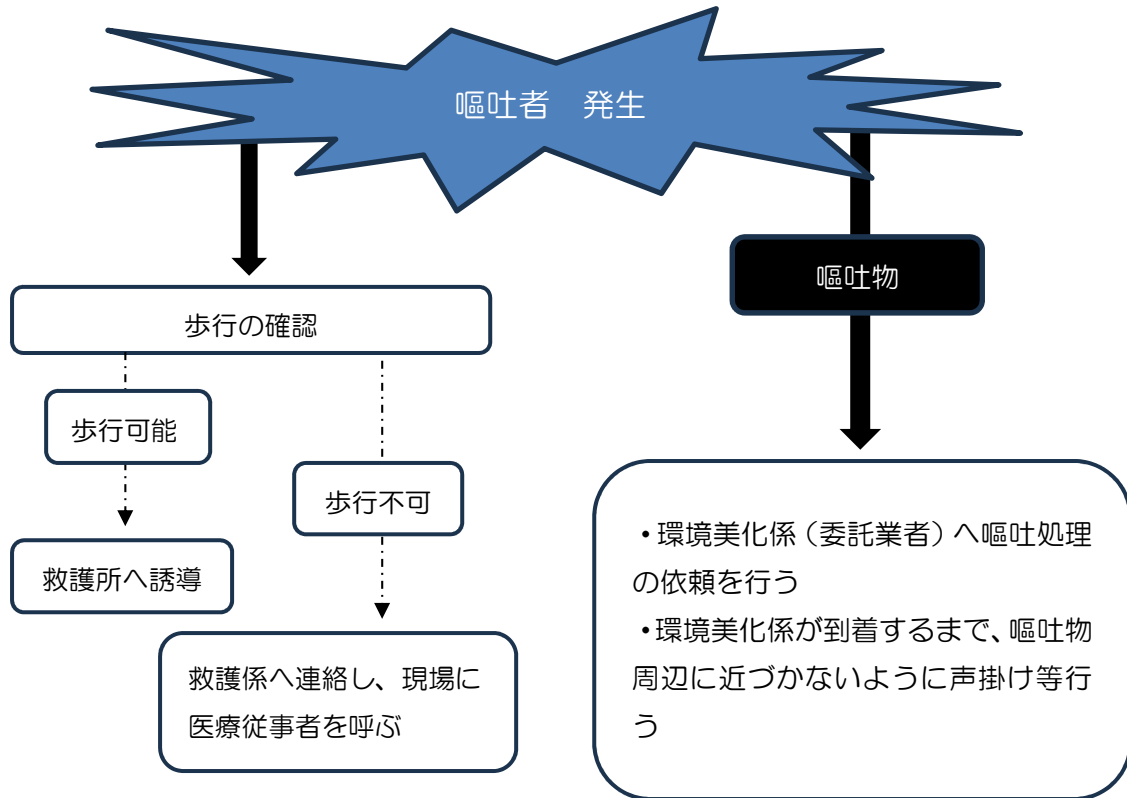 嘔吐者　発生
嘔吐物
歩行の確認
歩行可能
歩行不可
救護所へ誘導
救護係へ連絡し、現場に
医療従事者を呼ぶ
・環境美化係（委託業者）へ嘔吐処理
の依頼を行う
・環境美化係が到着するまで、嘔吐物
周辺に近づかないように声掛け等行
う